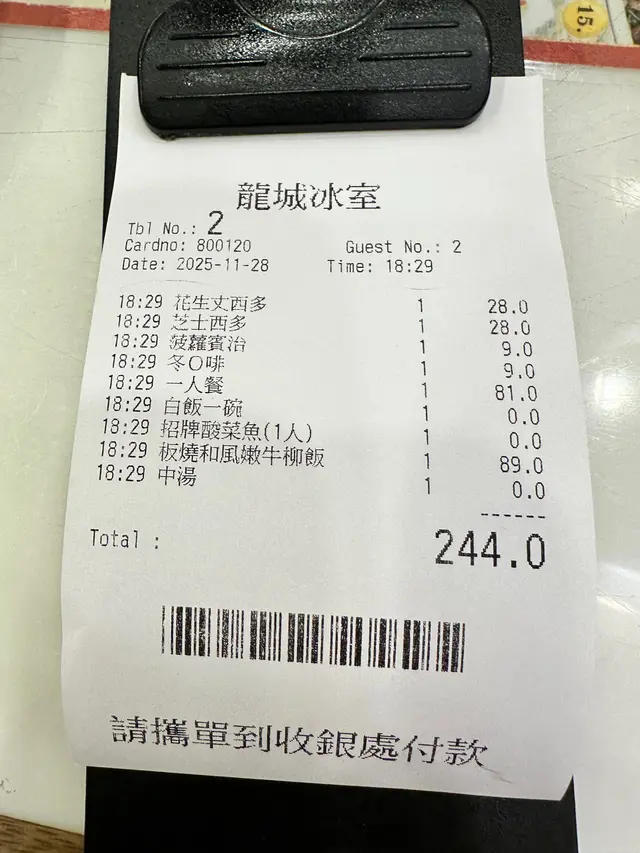 15.
龍城冰室
Tbl No.: 2
Cardno: 800120 Guest No.: 2
Date: 2025-11-28 Time: 18:29
18:29 花生丈西多 1 28.0
18:29 芝士西多 1 28.0
18:29 菠蘿賓治 1 9.0
18:29 冬O啡 1 9.0
18:29 一人餐 1 81.0
18:29 白飯一碗 1 0.0
18:29 招牌酸菜魚(1人) 1 0.0
18:29 板燒和風嫩牛柳飯 1 89.0
18:29 中湯 1 0.0
Total : 244.0
請攜單到收銀處付款